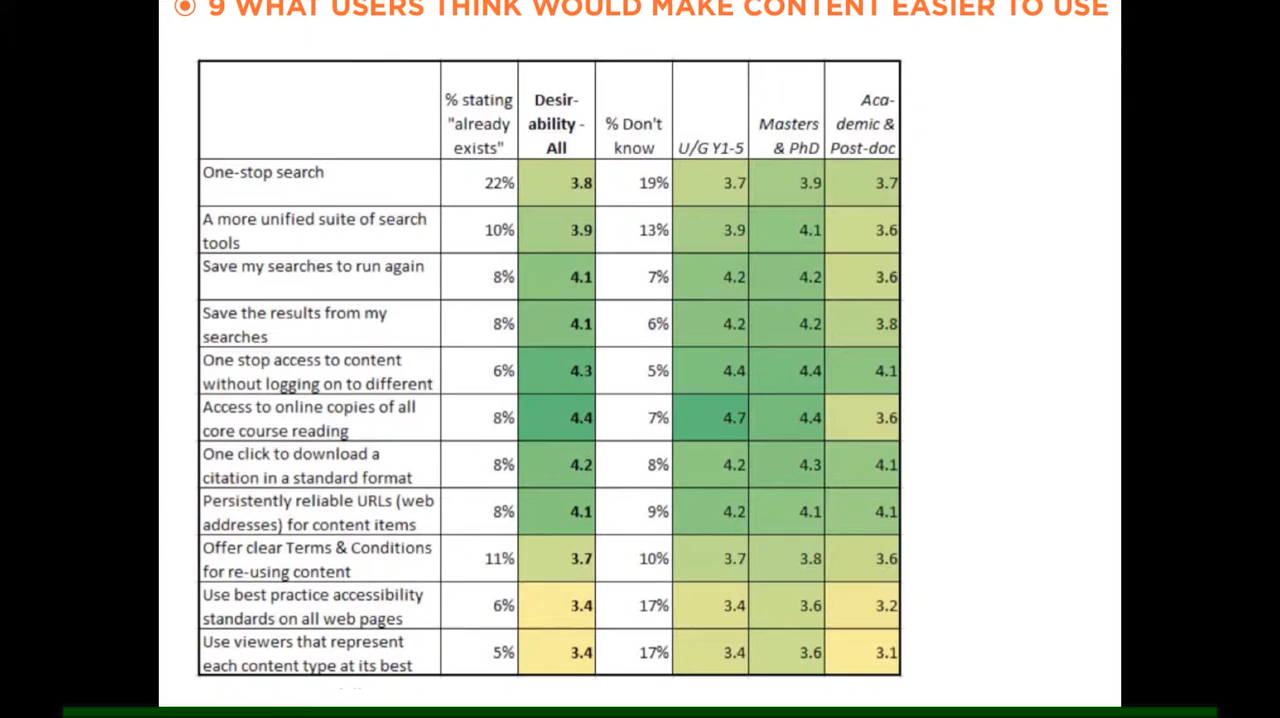 9 WHAT USERS THINK WOULD MAKE CONTENT EASIER TO USE
% stating "already exists" Desir-ability - All % Don't know U/G Y1-5 Masters & PhD Aca-demic & Post-doc
One-stop search 22% 3.8 19% 3.7 3.9 3.7
A more unified suite of search tools 10% 3.9 13% 3.9 4.1 3.6
Save my searches to run again 8% 4.1 7% 4.2 4.2 3.6
Save the results from my searches 8% 4.1 6% 4.2 4.2 3.8
One stop access to content without logging on to different 6% 4.3 5% 4.4 4.4 4.1
Access to online copies of all core course reading 8% 4.4 7% 4.7 4.4 3.6
One click to download a citation in a standard format 8% 4.2 8% 4.2 4.3 4.1
Persistently reliable URLs (web addresses) for content items 8% 4.1 9% 4.2 4.1 4.1
Offer clear Terms & Conditions for re-using content 11% 3.7 10% 3.7 3.8 3.6
Use best practice accessibility standards on all web pages 6% 3.4 17% 3.4 3.6 3.2
Use viewers that represent each content type at its best 5% 3.4 17% 3.4 3.6 3.1